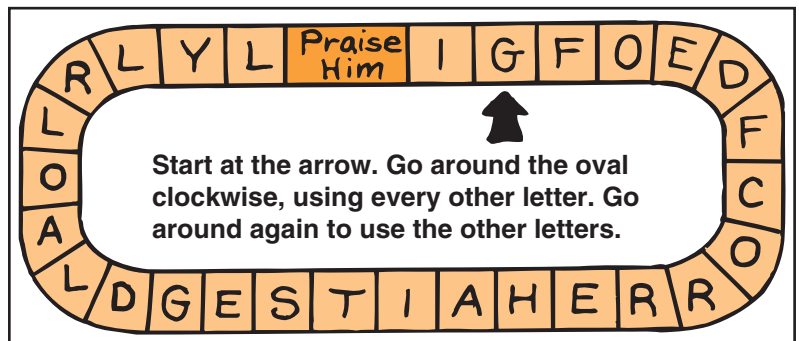 L Y L Praise Him I G F O E D
R F
L C
O O
A R
L D G E S T I A H E R
Start at the arrow. Go around the oval
clockwise, using every other letter. Go
around again to use the other letters.